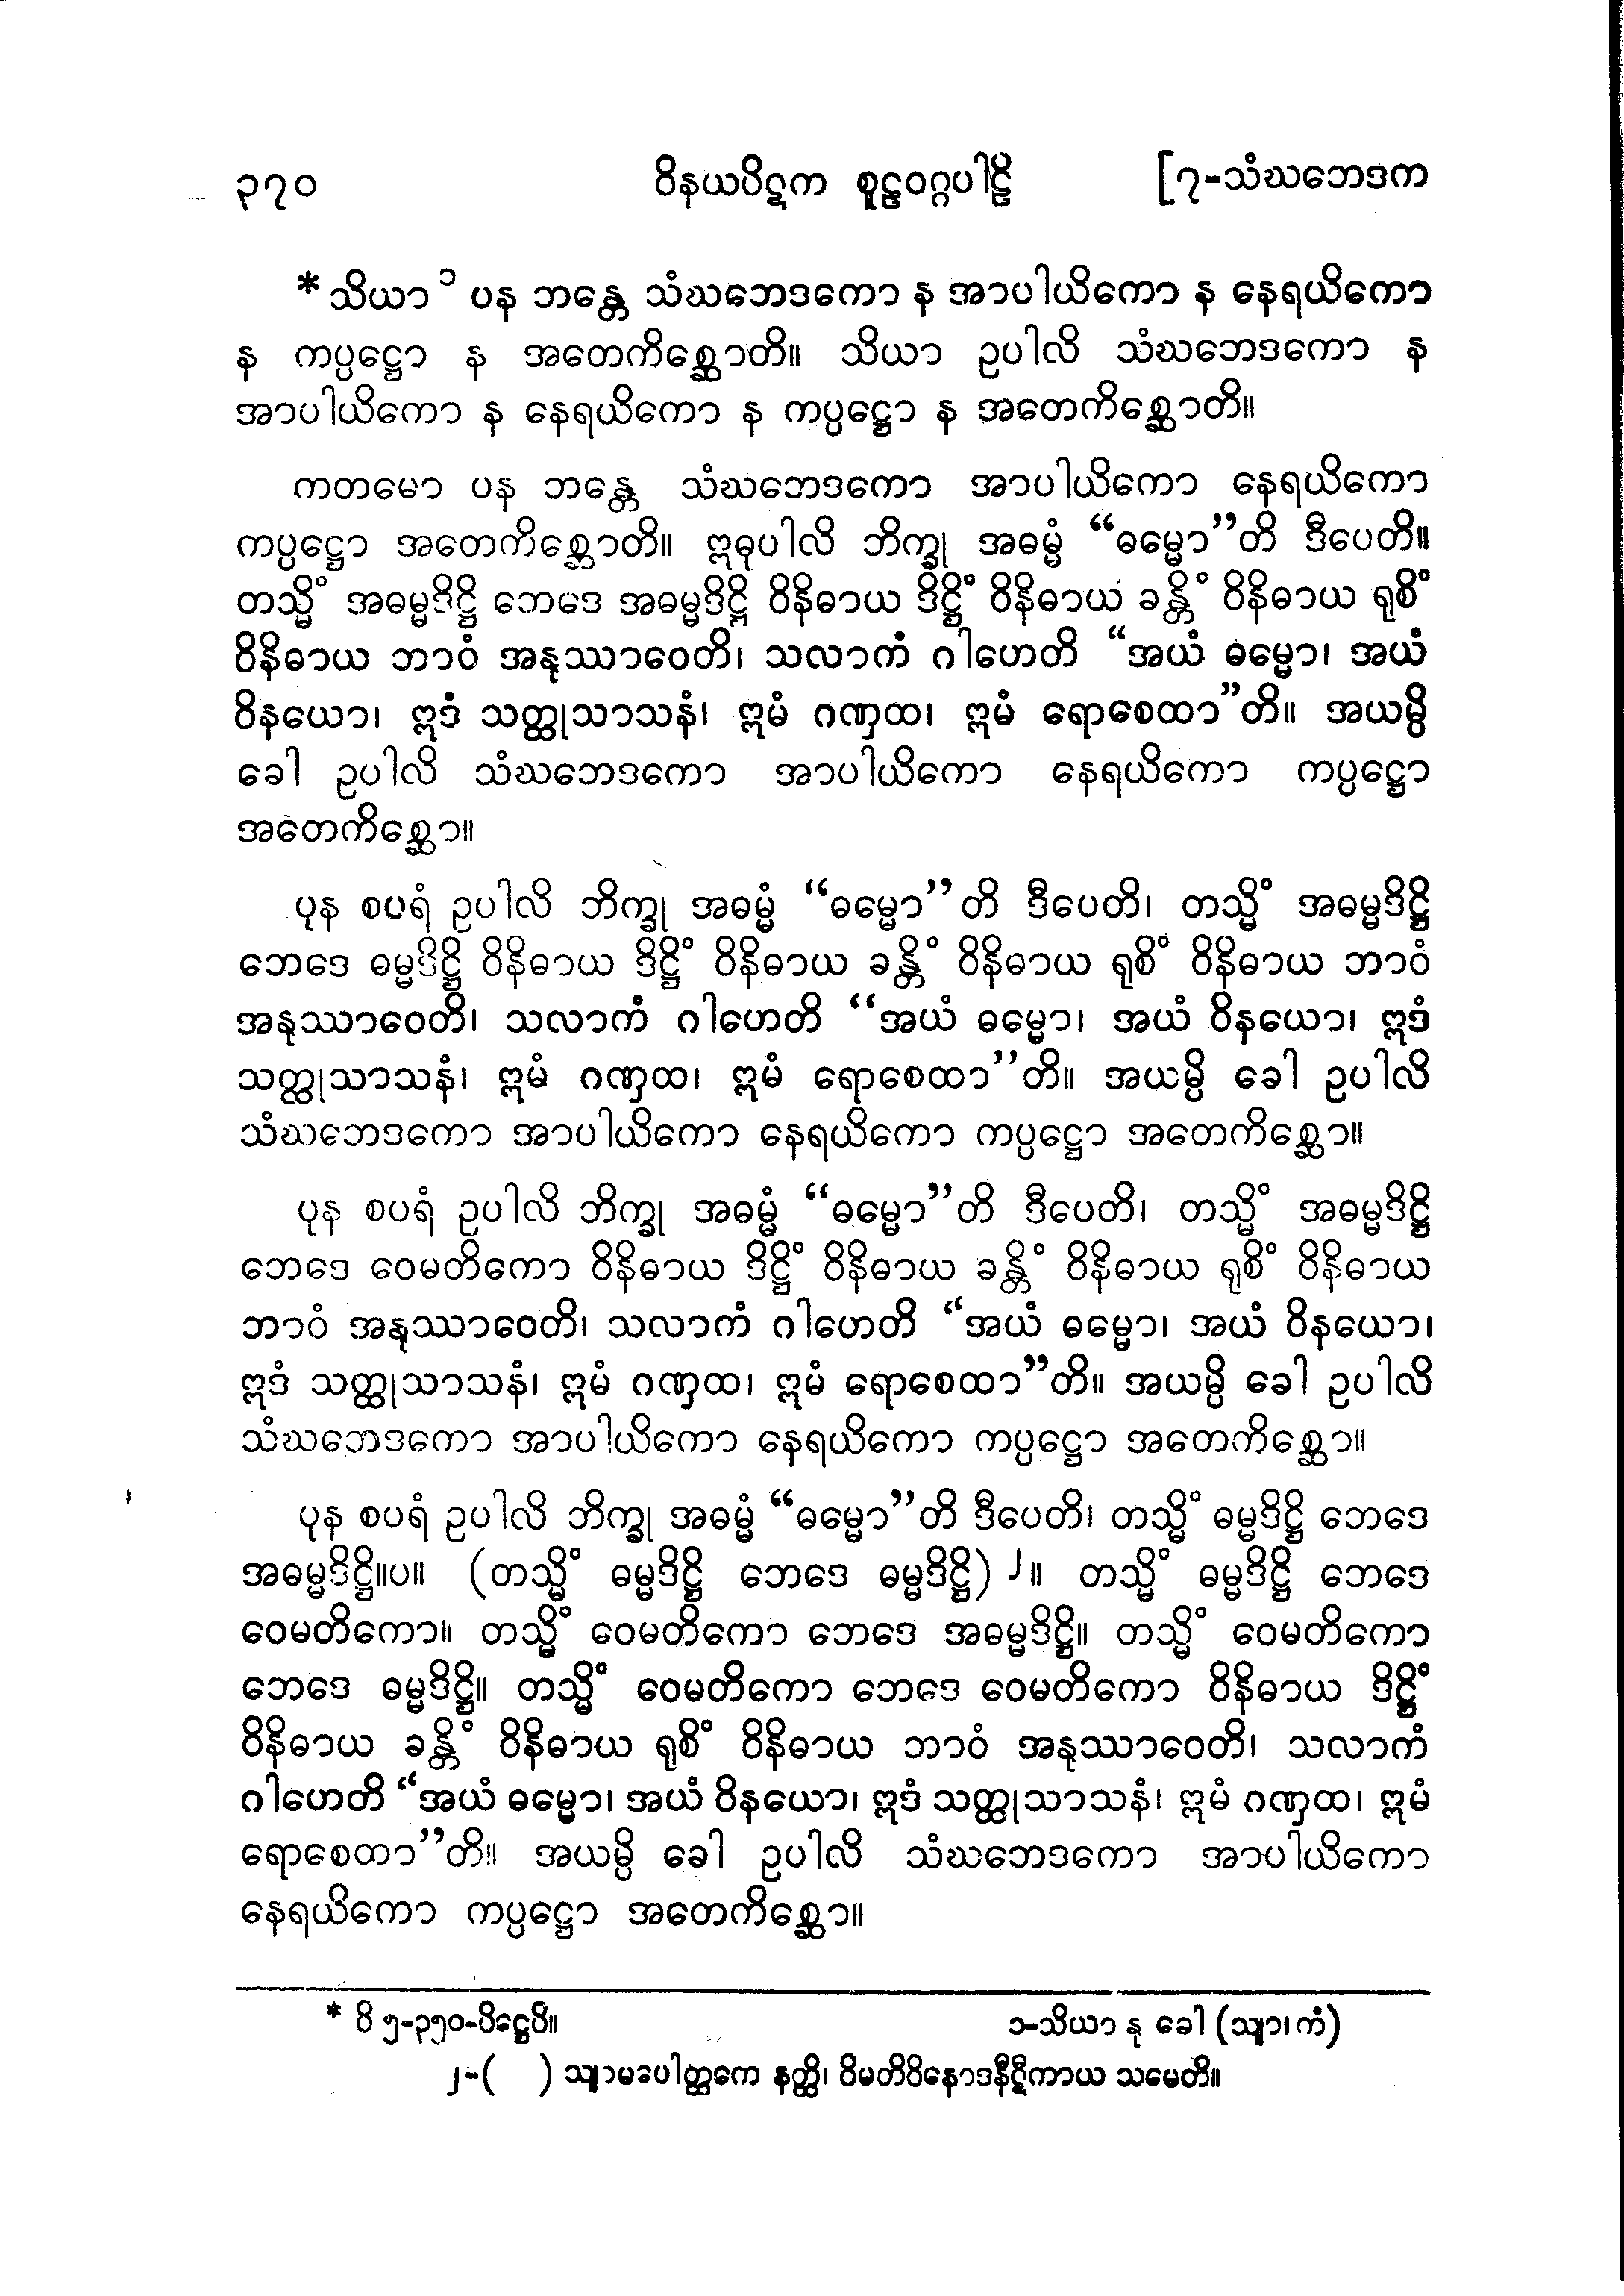 ၃၇၀ ဝိနယပိဋက စူဠဝဂ္ဂပါဠိ [၇-သံဃဘေဒက
* သိယာ ၁ ပန ဘန္တေ သံဃဘေဒကော န အာပါယိကော န နေရယိကော
န ကပ္ပဋ္ဌော န အတေကိစ္ဆောတိ။ သိယာ ဥပါလိ သံဃဘေဒကော န
အာပါယိကော န နေရယိကော န ကပ္ပဋ္ဌော န အတေကိစ္ဆောတိ။
ကတမော ပန ဘန္တေ သံဃဘေဒကော အာပါယိကော နေရယိကော
ကပ္ပဋ္ဌော အတေကိစ္ဆောတိ။ ဣဓုပါလိ ဘိက္ခု အဓမ္မံ “ဓမ္မော”တိ ဒီပေတိ။
တသ္မိံ အဓမ္မဒိဋ္ဌိ ဘေဒေ အဓမ္မဒိဋ္ဌိ ဝိနိဓာယ ဒိဋ္ဌိံ ဝိနိဓာယ ခန္တိံ ဝိနိဓာယ ရုစိံ
ဝိနိဓာယ ဘာဝံ အနုဿာဝေတိ၊ သလာကံ ဂါဟေတိ “အယံ ဓမ္မော၊ အယံ
ဝိနယော၊ ဣဒံ သတ္ထုသာသနံ၊ ဣမံ ဂဏှထ၊ ဣမံ ရောစေထာ”တိ။ အယမ္ပိ
ခေါ ဥပါလိ သံဃဘေဒကော အာပါယိကော နေရယိကော ကပ္ပဋ္ဌော
အတေကိစ္ဆော။
ပုန စပရံ ဥပါလိ ဘိက္ခု အဓမ္မံ “ဓမ္မော”တိ ဒီပေတိ၊ တသ္မိံ အဓမ္မဒိဋ္ဌိ
ဘေဒေ ဓမ္မဒိဋ္ဌိ ဝိနိဓာယ ဒိဋ္ဌိံ ဝိနိဓာယ ခန္တိံ ဝိနိဓာယ ရုစိံ ဝိနိဓာယ ဘာဝံ
အနုဿာဝေတိ၊ သလာကံ ဂါဟေတိ “အယံ ဓမ္မော၊ အယံ ဝိနယော၊ ဣဒံ
သတ္ထုသာသနံ၊ ဣမံ ဂဏှထ၊ ဣမံ ရောစေထာ”တိ။ အယမ္ပိ ခေါ ဥပါလိ
သံဃဘေဒကော အာပါယိကော နေရယိကော ကပ္ပဋ္ဌော အတေကိစ္ဆော။
ပုန စပရံ ဥပါလိ ဘိက္ခု အဓမ္မံ “ဓမ္မော”တိ ဒီပေတိ၊ တသ္မိံ အဓမ္မဒိဋ္ဌိ
ဘေဒေ ဝေမတိကော ဝိနိဓာယ ဒိဋ္ဌိံ ဝိနိဓာယ ခန္တိံ ဝိနိဓာယ ရုစိံ ဝိနိဓာယ
ဘာဝံ အနုဿာဝေတိ၊ သလာကံ ဂါဟေတိ “အယံ ဓမ္မော၊ အယံ ဝိနယော၊
ဣဒံ သတ္ထုသာသနံ၊ ဣမံ ဂဏှထ၊ ဣမံ ရောစေထာ”တိ။ အယမ္ပိ ခေါ ဥပါလိ
သံဃဘေဒကော အာပါယိကော နေရယိကော ကပ္ပဋ္ဌော အတေကိစ္ဆော။
ပုန စပရံ ဥပါလိ ဘိက္ခု အဓမ္မံ “ဓမ္မော”တိ ဒီပေတိ၊ တသ္မိံ ဓမ္မဒိဋ္ဌိ ဘေဒေ
အဓမ္မဒိဋ္ဌိ။ပ။ (တသ္မိံ ဓမ္မဒိဋ္ဌိ ဘေဒေ ဓမ္မဒိဋ္ဌိ) ၂။ တသ္မိံ ဓမ္မဒိဋ္ဌိ ဘေဒေ
ဝေမတိကော။ တသ္မိံ ဝေမတိကော ဘေဒေ အဓမ္မဒိဋ္ဌိ။ တသ္မိံ ဝေမတိကော
ဘေဒေ ဓမ္မဒိဋ္ဌိ။ တသ္မိံ ဝေမတိကော ဘေဒေ ဝေမတိကော ဝိနိဓာယ ဒိဋ္ဌိံ
ဝိနိဓာယ ခန္တိံ ဝိနိဓာယ ရုစိံ ဝိနိဓာယ ဘာဝံ အနုဿာဝေတိ၊ သလာကံ
ဂါဟေတိ “အယံ ဓမ္မော၊ အယံ ဝိနယော၊ ဣဒံ သတ္ထုသာသနံ၊ ဣမံ ဂဏှထ၊ ဣမံ
ရောစေထာ”တိ။ အယမ္ပိ ခေါ ဥပါလိ သံဃဘေဒကော အာပါယိကော
နေရယိကော ကပ္ပဋ္ဌော အတေကိစ္ဆော။
* ဝိ ၅-၃၅၀-ပိဋ္ဌေပိ။ ၁-သိယာ နု ခေါ (သျာ၊ကံ)
၂-( ) သျာမပေါတ္ထကေ နတ္ထိ၊ ဝိမတိဝိနောဒနီဋီကာယ သမေတိ။